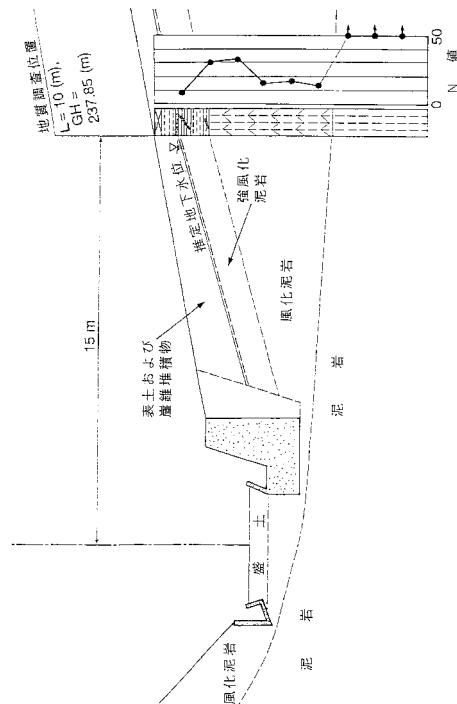 地質調査位置
L = 10 (m),
GH =
237.85 (m)
15 m
表土および
崖錐堆積物
推定地下水位
強風化
泥岩
風化泥岩
泥岩
盛土
風化泥岩
泥岩
0
50
N 値